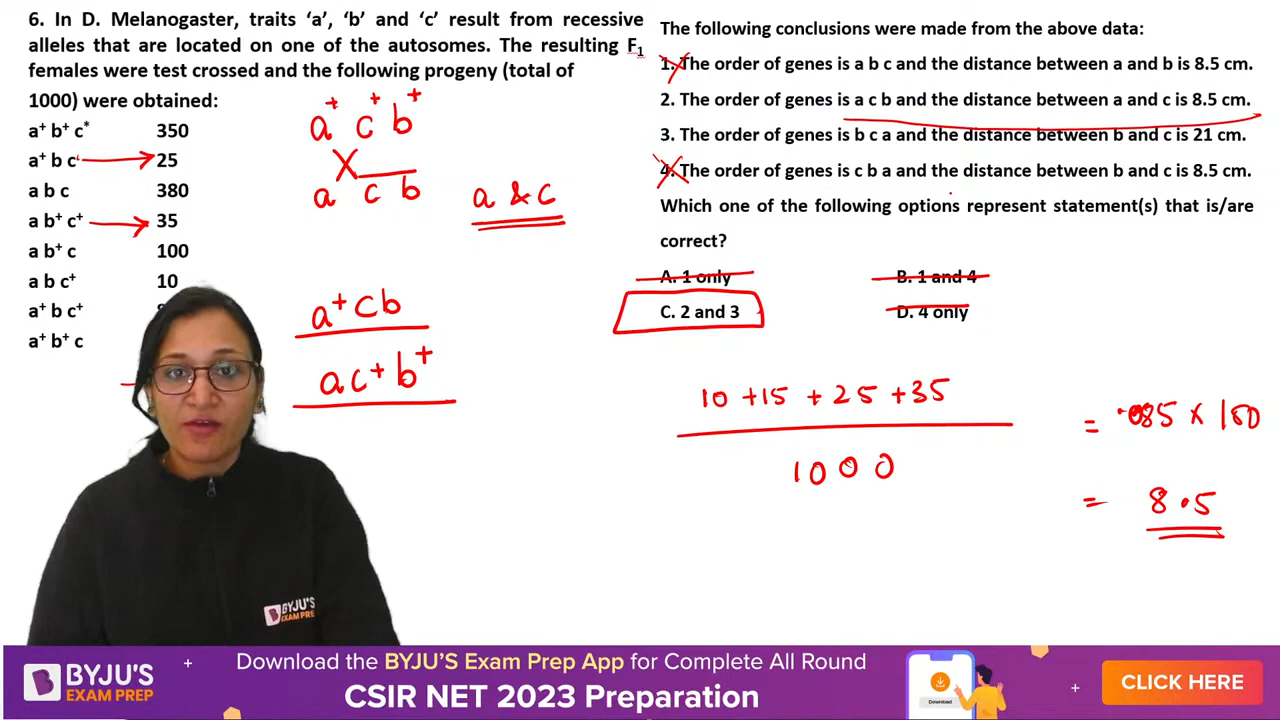 6. In D. Melanogaster, traits ‘a’, ‘b’ and ‘c’ result from recessive
alleles that are located on one of the autosomes. The resulting F₁
females were test crossed and the following progeny (total of
1000) were obtained:
a⁺ b⁺ c* 350
a⁺ b c 25
a b c 380
a b⁺ c⁺ 35
a b⁺ c 100
a b c⁺ 10
a⁺ b c⁺
a⁺ b⁺ c
a⁺ c⁺ b⁺
a c b
a & c
a⁺ c b
a c⁺ b⁺
The following conclusions were made from the above data:
1. The order of genes is a b c and the distance between a and b is 8.5 cm.
2. The order of genes is a c b and the distance between a and c is 8.5 cm.
3. The order of genes is b c a and the distance between b and c is 21 cm.
4. The order of genes is c b a and the distance between b and c is 8.5 cm.
Which one of the following options represent statement(s) that is/are
correct?
A. 1 only B. 1 and 4
C. 2 and 3 D. 4 only
10 + 15 + 25 + 35
1000
= 8.5
BYJU'S
EXAM PREP
BYJU'S
EXAM PREP
Download the BYJU'S Exam Prep App for Complete All Round
CSIR NET 2023 Preparation
Download
CLICK HERE